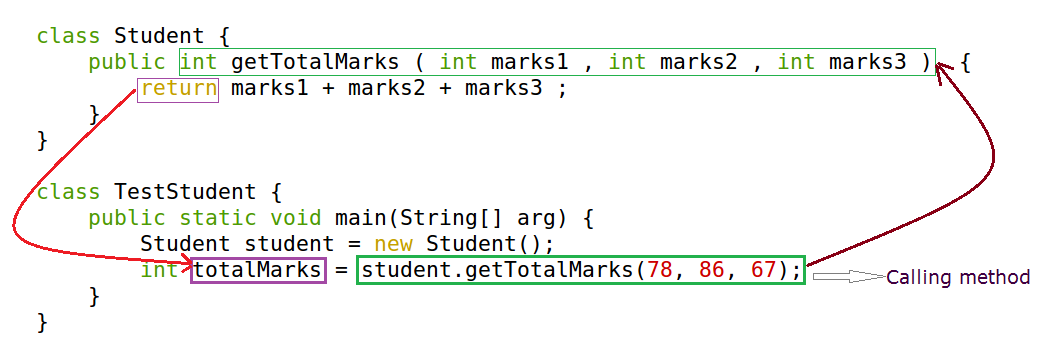 class Student {
public int getTotalMarks ( int marks1 , int marks2 , int marks3 ) {
return marks1 + marks2 + marks3 ;
}
}
class TestStudent {
public static void main(String[] arg) {
Student student = new Student();
int totalMarks = student.getTotalMarks(78, 86, 67); Calling method
}
}